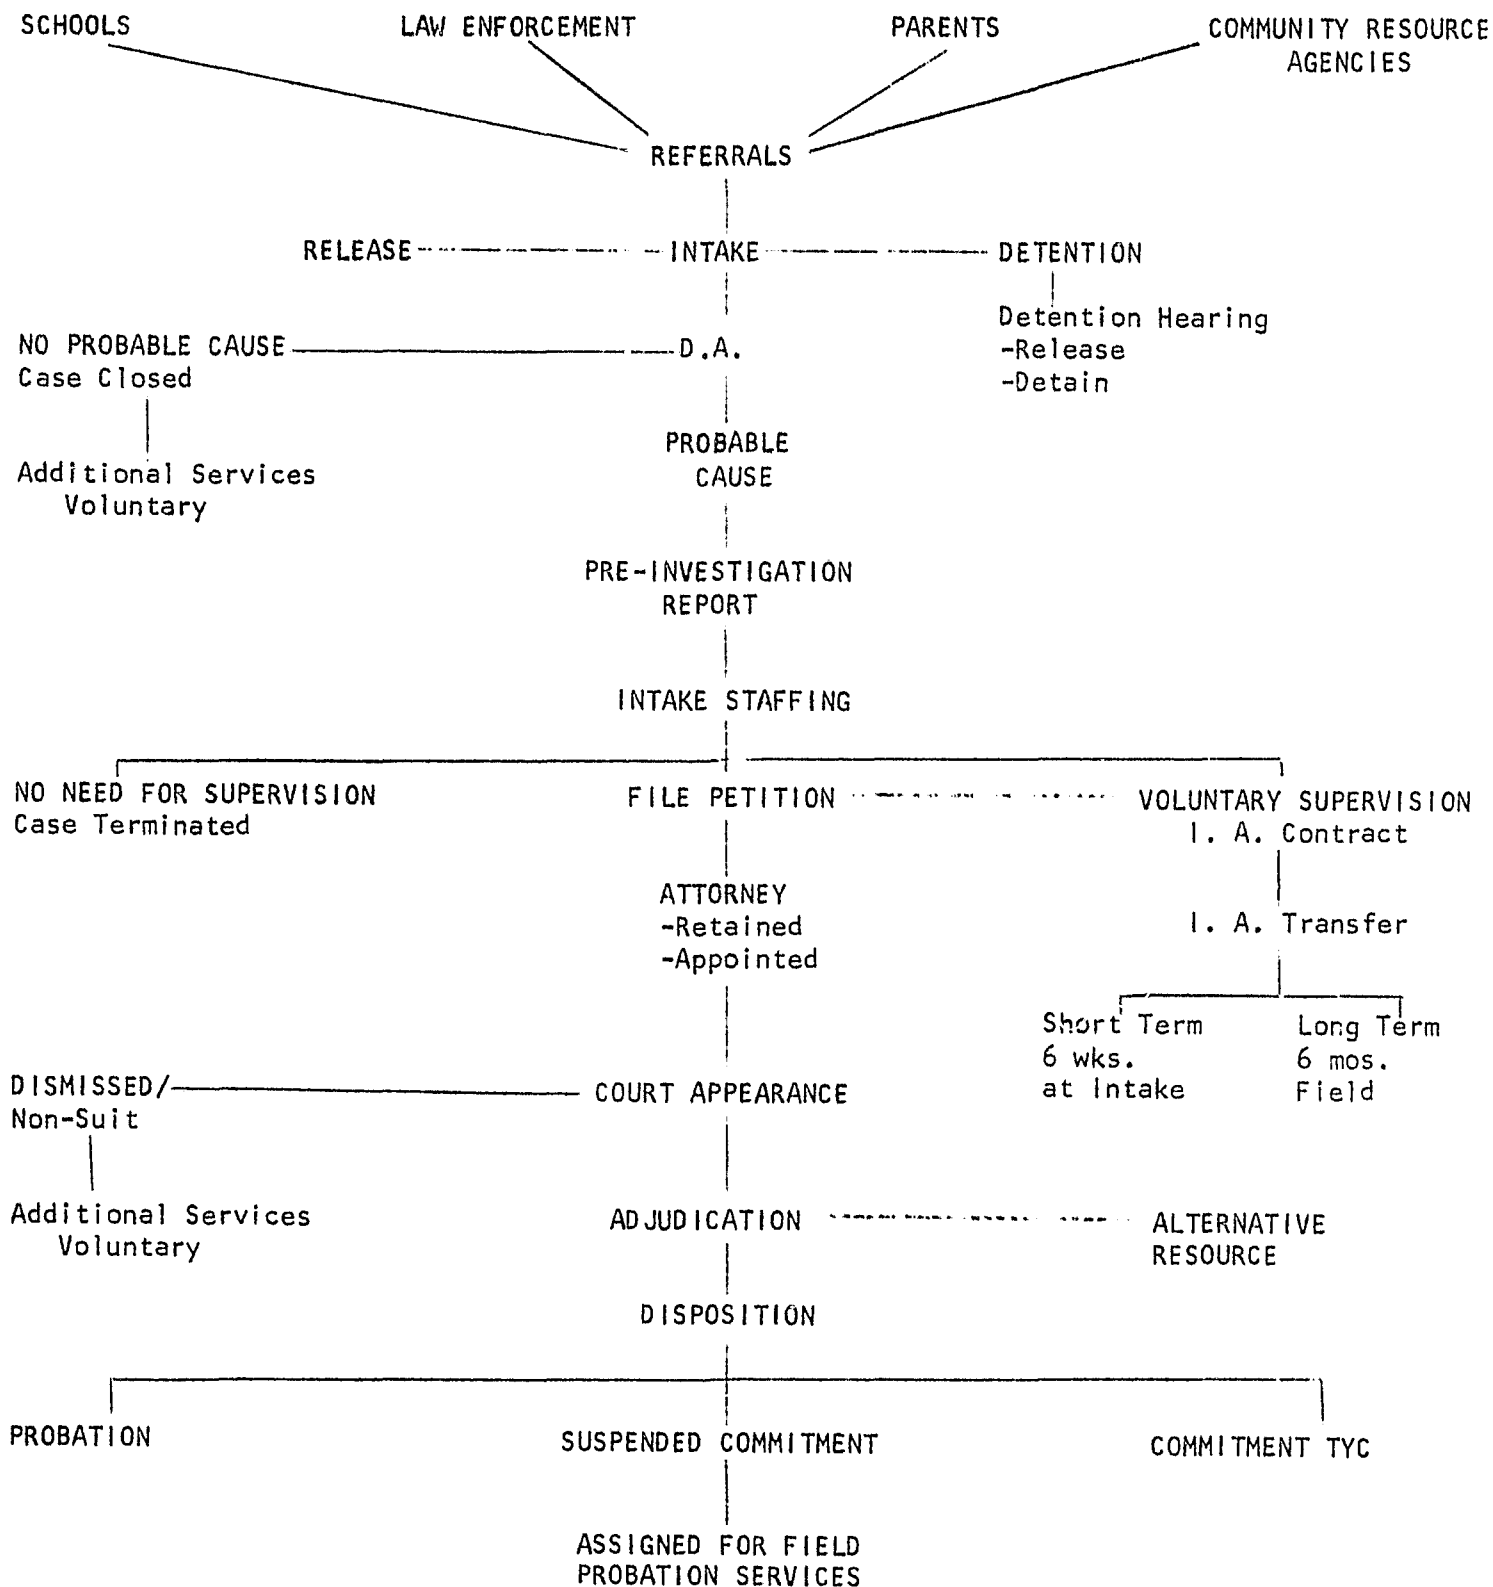 SCHOOLS
LAW ENFORCEMENT
PARENTS
COMMUNITY RESOURCE
AGENCIES
REFERRALS
RELEASE
INTAKE
DETENTION
Detention Hearing
-Release
-Detain
NO PROBABLE CAUSE
Case Closed
D.A.
Additional Services
Voluntary
PROBABLE
CAUSE
PRE-INVESTIGATION
REPORT
INTAKE STAFFING
NO NEED FOR SUPERVISION
Case Terminated
FILE PETITION
VOLUNTARY SUPERVISION
I. A. Contract
ATTORNEY
-Retained
-Appointed
I. A. Transfer
Short Term
6 wks.
at Intake
Long Term
6 mos.
Field
DISMISSED/
Non-Suit
COURT APPEARANCE
Additional Services
Voluntary
ADJUDICATION
ALTERNATIVE
RESOURCE
DISPOSITION
PROBATION
SUSPENDED COMMITMENT
COMMITMENT TYC
ASSIGNED FOR FIELD
PROBATION SERVICES